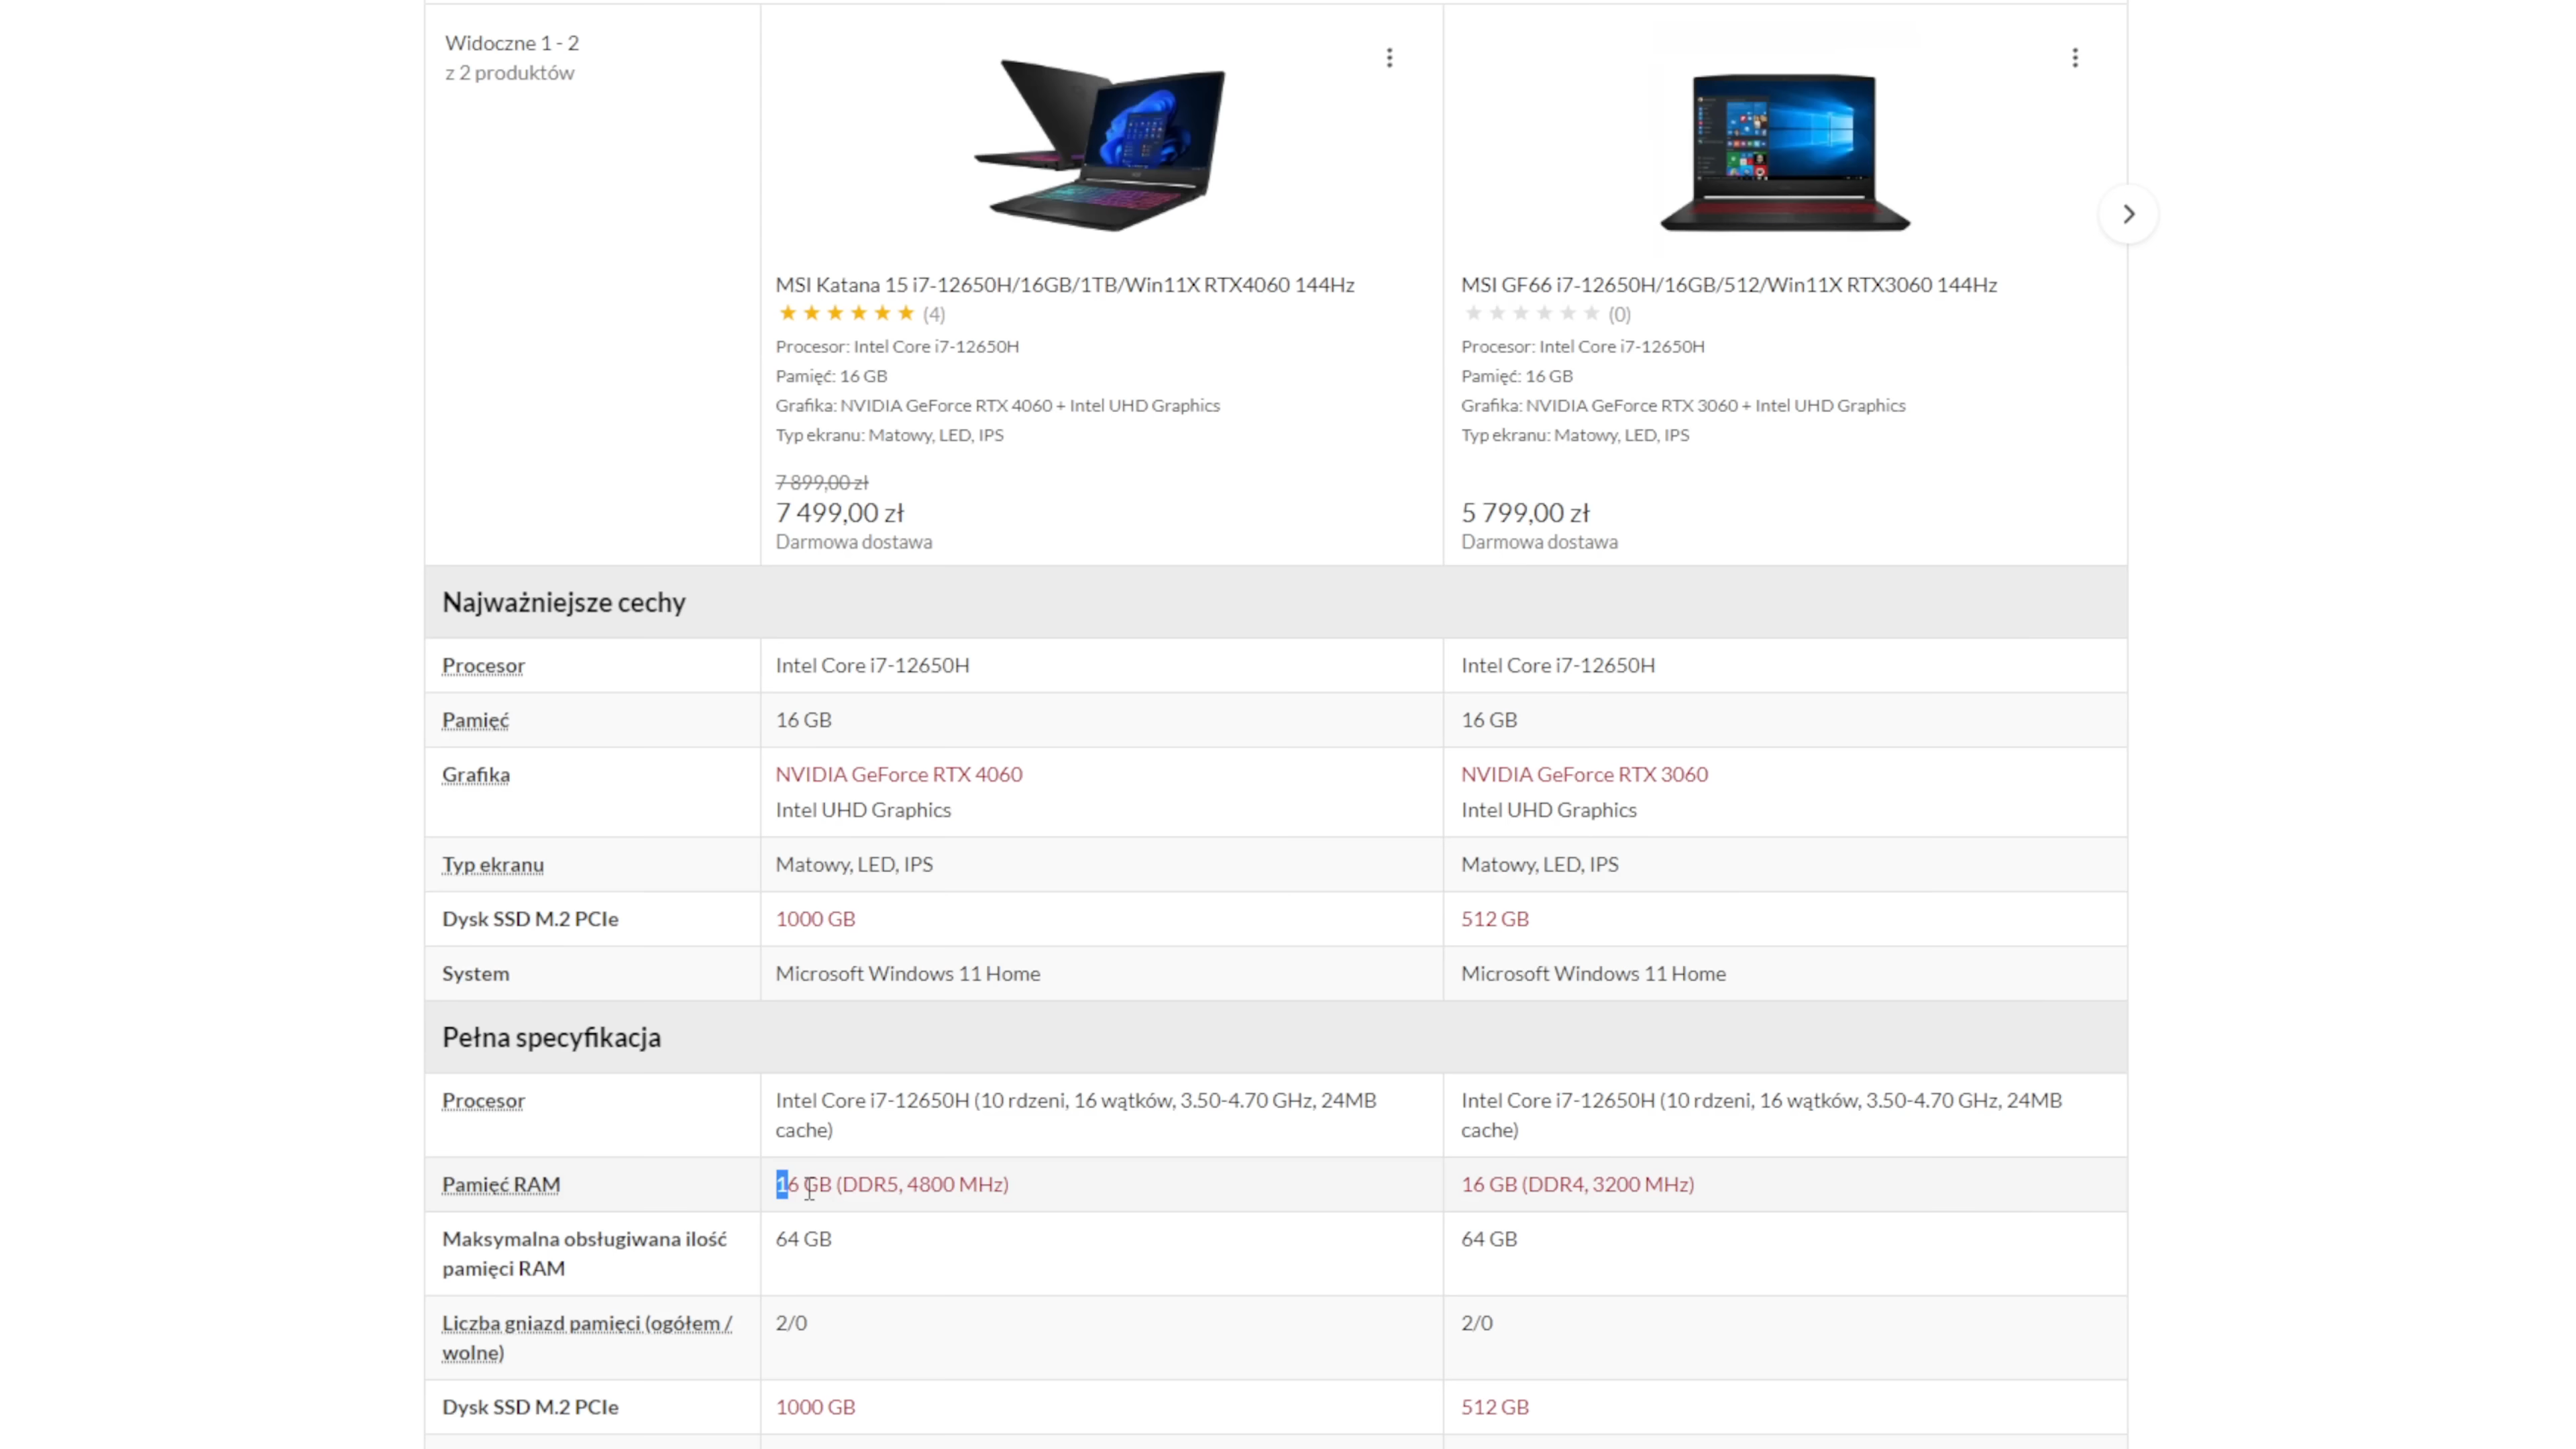 Widoczne 1 - 2
z 2 produktów
MSI Katana 15 i7-12650H/16GB/1TB/Win11X RTX4060 144Hz
(4)
Procesor: Intel Core i7-12650H
Pamięć: 16 GB
Grafika: NVIDIA GeForce RTX 4060 + Intel UHD Graphics
Typ ekranu: Matowy, LED, IPS
7 899,00 zł
7 499,00 zł
Darmowa dostawa
MSI GF66 i7-12650H/16GB/512/Win11X RTX3060 144Hz
(0)
Procesor: Intel Core i7-12650H
Pamięć: 16 GB
Grafika: NVIDIA GeForce RTX 3060 + Intel UHD Graphics
Typ ekranu: Matowy, LED, IPS
5 799,00 zł
Darmowa dostawa
Najważniejsze cechy
Procesor Intel Core i7-12650H Intel Core i7-12650H
Pamięć 16 GB 16 GB
Grafika NVIDIA GeForce RTX 4060 NVIDIA GeForce RTX 3060
Intel UHD Graphics Intel UHD Graphics
Typ ekranu Matowy, LED, IPS Matowy, LED, IPS
Dysk SSD M.2 PCIe 1000 GB 512 GB
System Microsoft Windows 11 Home Microsoft Windows 11 Home
Pełna specyfikacja
Procesor Intel Core i7-12650H (10 rdzeni, 16 wątków, 3.50-4.70 GHz, 24MB Intel Core i7-12650H (10 rdzeni, 16 wątków, 3.50-4.70 GHz, 24MB
cache) cache)
Pamięć RAM 16 GB (DDR5, 4800 MHz) 16 GB (DDR4, 3200 MHz)
Maksymalna obsługiwana ilość 64 GB 64 GB
pamięci RAM
Liczba gniazd pamięci (ogółem / 2/0 2/0
wolne)
Dysk SSD M.2 PCIe 1000 GB 512 GB